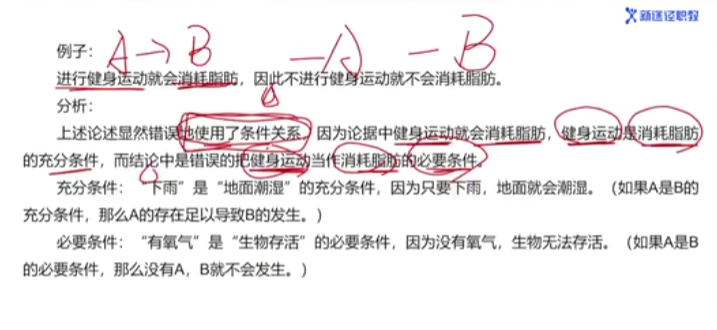 新途径职教
例子：
A → B  —A  — B
进行健身运动就会消耗脂肪，因此不进行健身运动就不会消耗脂肪。
分析：
上述论述显然错误地使用了条件关系，因为论据中健身运动就会消耗脂肪，健身运动是消耗脂肪
的充分条件，而结论中是错误的把健身运动当作消耗脂肪的必要条件。
充分条件：“下雨”是“地面潮湿”的充分条件，因为只要下雨，地面就会潮湿。（如果A是B的
充分条件，那么A的存在足以导致B的发生。）
必要条件：“有氧气”是“生物存活”的必要条件，因为没有氧气，生物无法存活。（如果A是B
的必要条件，那么没有A，B就不会发生。）